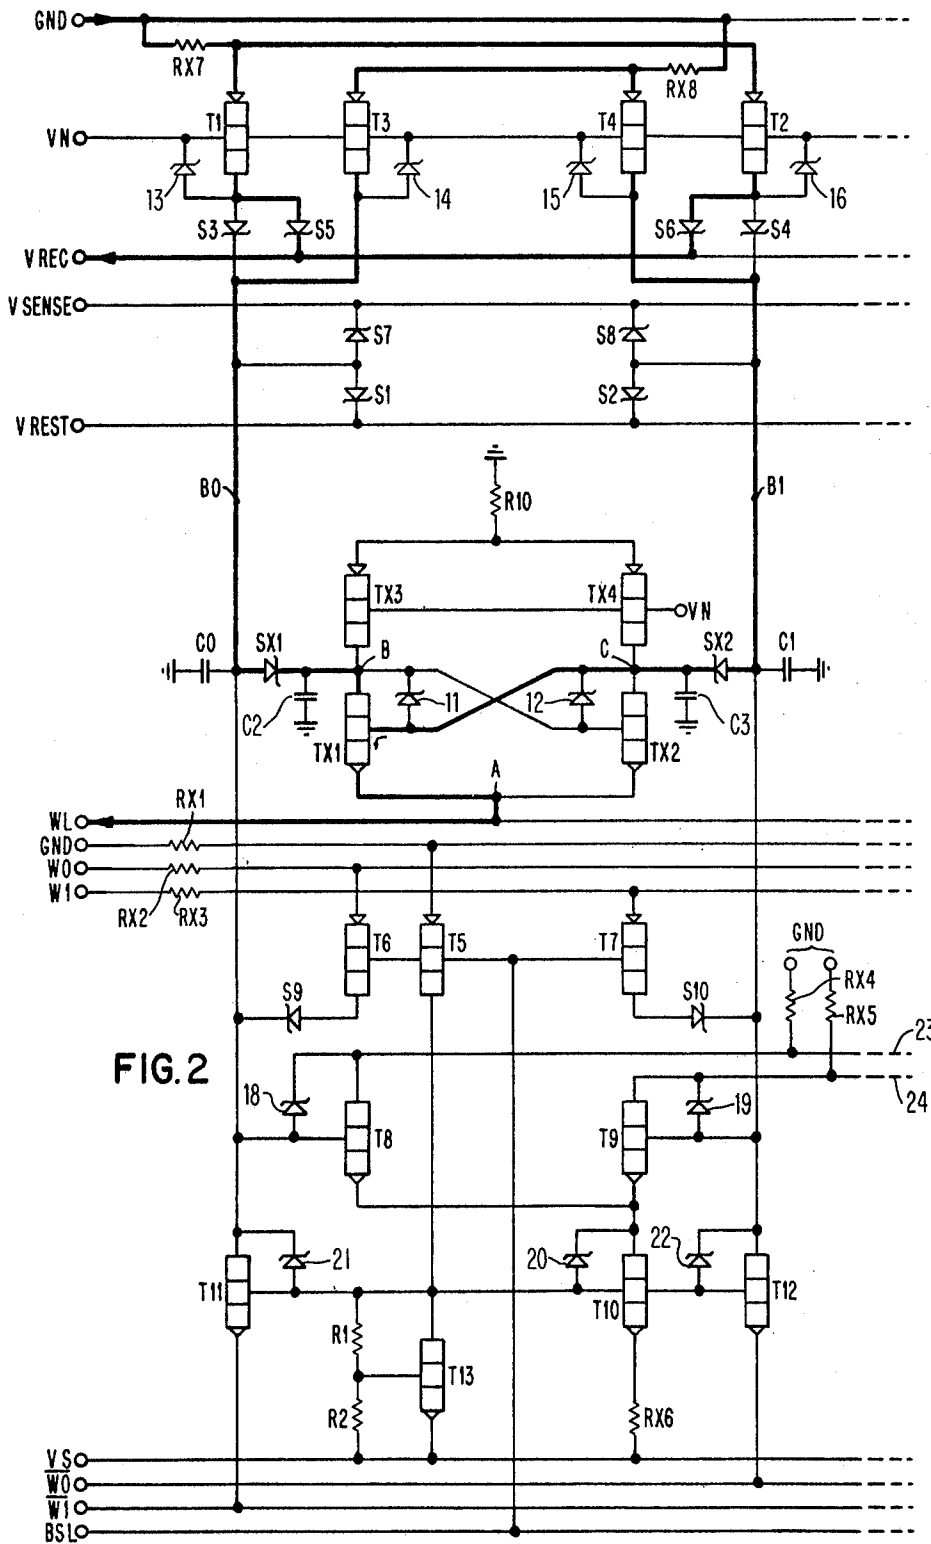 GND
RX7
RX8
T1 T3 T4 T2
VN
13 14 15 16
S3 S5 S6 S4
V REC
V SENSE
S7 S8
S1 S2
V REST
R10
B0 B1
TX3 TX4 VN
C0 SX1 B C SX2 C1
C2 11 12 C3
TX1 TX2
A
RX1
WL
GND
W0
W1
RX2 RX3
GND
T6 T5 T7
RX4
S9 S10 RX5
23
FIG. 2
18 19 24
T8 T9
21 20 22
T11 T10 T12
R1
T13
R2 RX6
VS
W̅0̅
W̅1̅
BSL